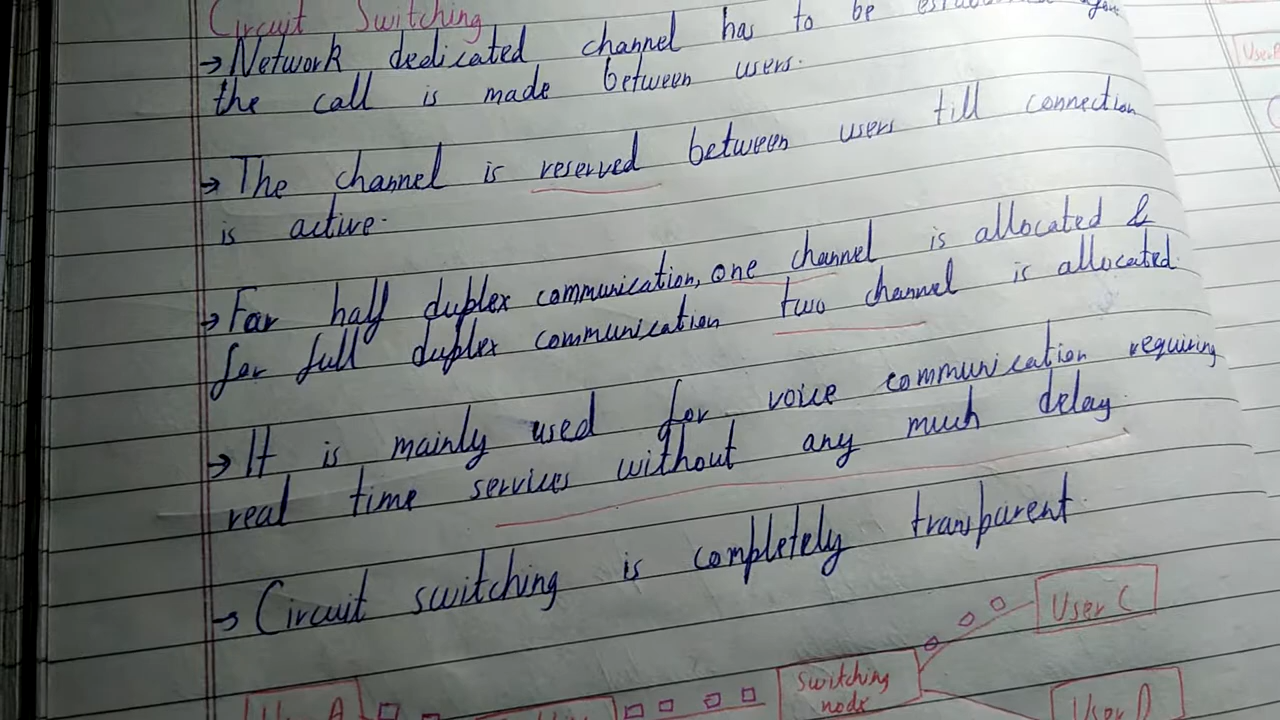 Circuit Switching
→ Network dedicated channel has to be
the call is made between users.
→ The channel is reserved between users till connection
is active.
→ For half duplex communication, one channel is allocated &
for full duplex communication two channel is allocated.
→ It is mainly used for voice communication requiring
real time services without any much delay.
→ Circuit switching is completely transparent.
User C
Switching
node
User D
User A